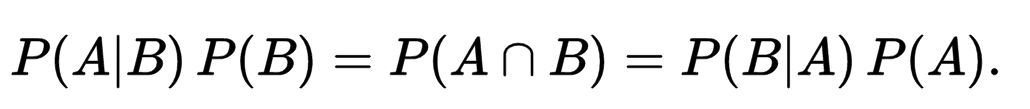 P(A|B) P(B) = P(A ∩ B) = P(B|A) P(A).